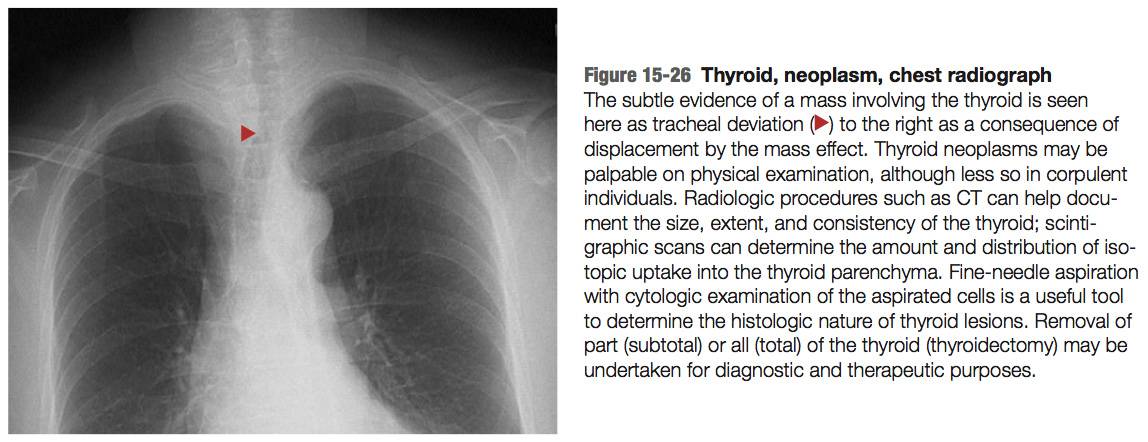 Figure 15-26 Thyroid, neoplasm, chest radiograph
The subtle evidence of a mass involving the thyroid is seen
here as tracheal deviation (▶) to the right as a consequence of
displacement by the mass effect. Thyroid neoplasms may be
palpable on physical examination, although less so in corpulent
individuals. Radiologic procedures such as CT can help docu-
ment the size, extent, and consistency of the thyroid; scinti-
graphic scans can determine the amount and distribution of iso-
topic uptake into the thyroid parenchyma. Fine-needle aspiration
with cytologic examination of the aspirated cells is a useful tool
to determine the histologic nature of thyroid lesions. Removal of
part (subtotal) or all (total) of the thyroid (thyroidectomy) may be
undertaken for diagnostic and therapeutic purposes.